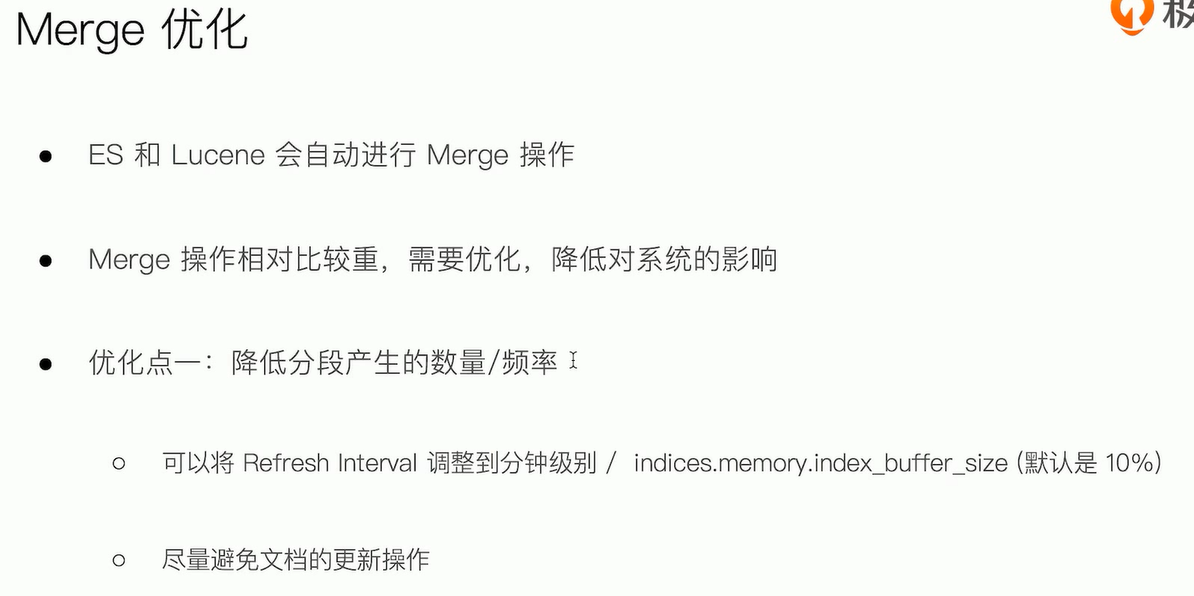 Merge 优化
ES 和 Lucene 会自动进行 Merge 操作
Merge 操作相对比较重，需要优化，降低对系统的影响
优化点一：降低分段产生的数量/频率
可以将 Refresh Interval 调整到分钟级别 / indices.memory.index_buffer_size (默认是 10%)
尽量避免文档的更新操作